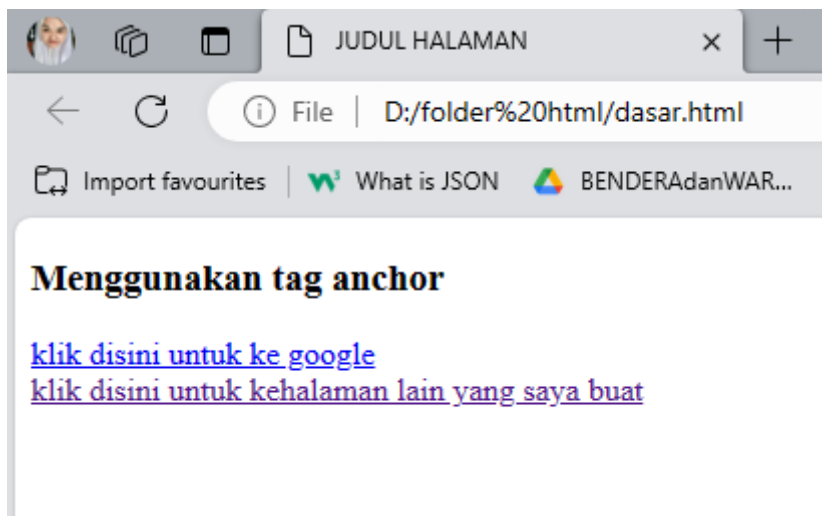 JUDUL HALAMAN
File | D:/folder%20html/dasar.html
Import favourites | What is JSON BENDERAdanWAR...
Menggunakan tag anchor
klik disini untuk ke google
klik disini untuk kehalaman lain yang saya buat